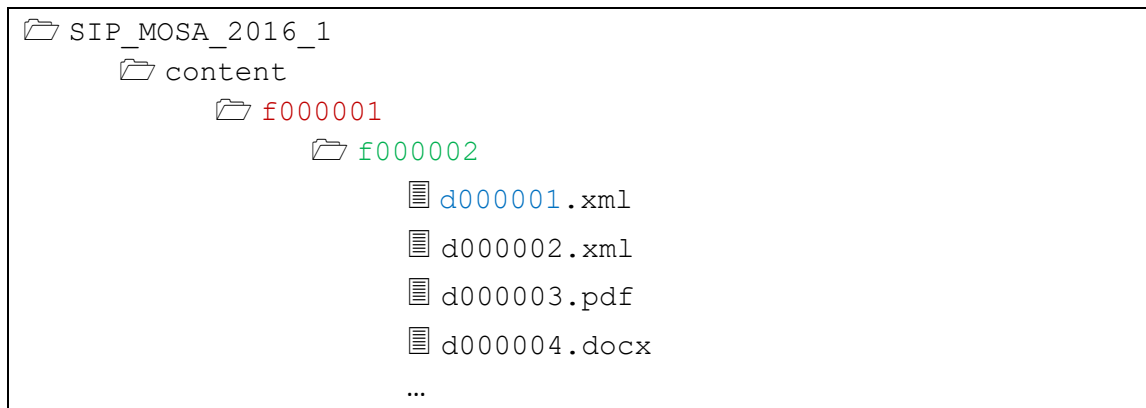 SIP_MOSA_2016_1
content
f000001
f000002
d000001.xml
d000002.xml
d000003.pdf
d000004.docx
…